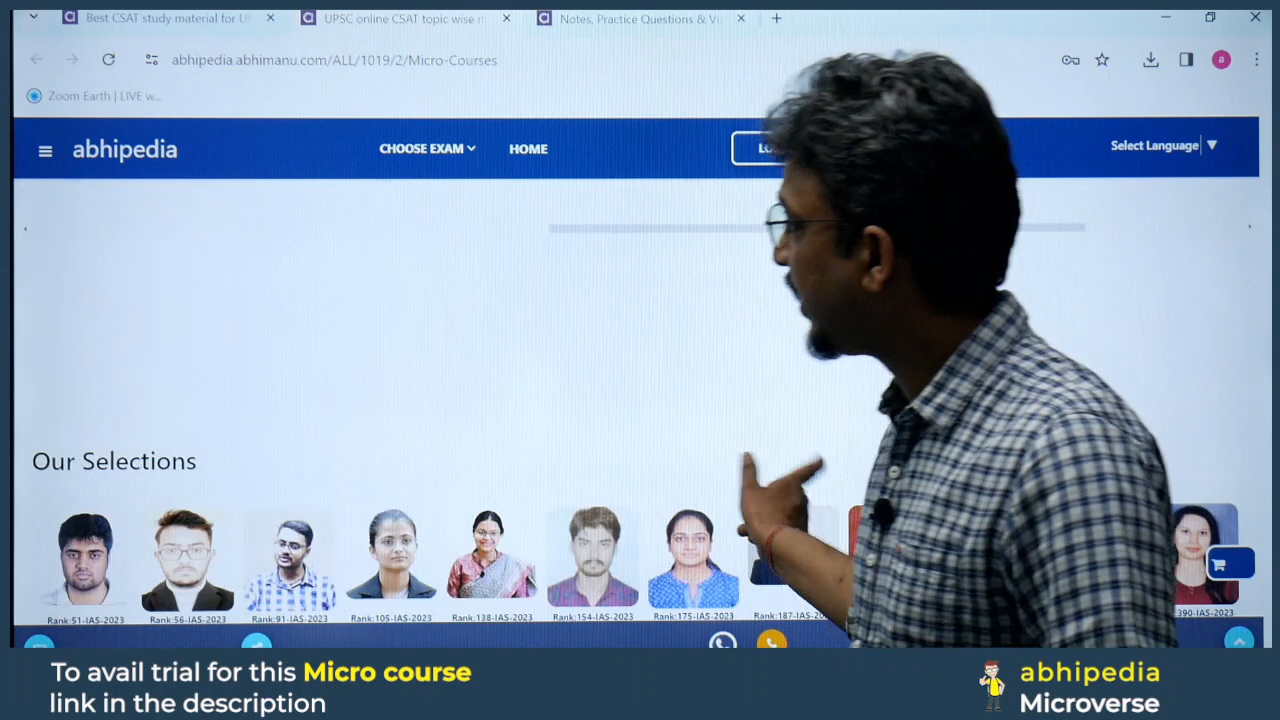 Best CSAT study material for U
UPSC online CSAT topic wise n
Notes, Practice Questions & Vi
abhipedia.abhimanu.com/ALL/1019/2/Micro-Courses
a
Zoom Earth | LIVE w...
abhipedia
CHOOSE EXAM
HOME
Select Language
Our Selections
Rank:51-IAS-2023
Rank:56-IAS-2023
Rank:91-IAS-2023
Rank:105-IAS-2023
Rank:138-IAS-2023
Rank:154-IAS-2023
Rank:175-IAS-2023
Rank:187-IAS-20
390-IAS-2023
To avail trial for this Micro course
link in the description
abhipedia
Microverse